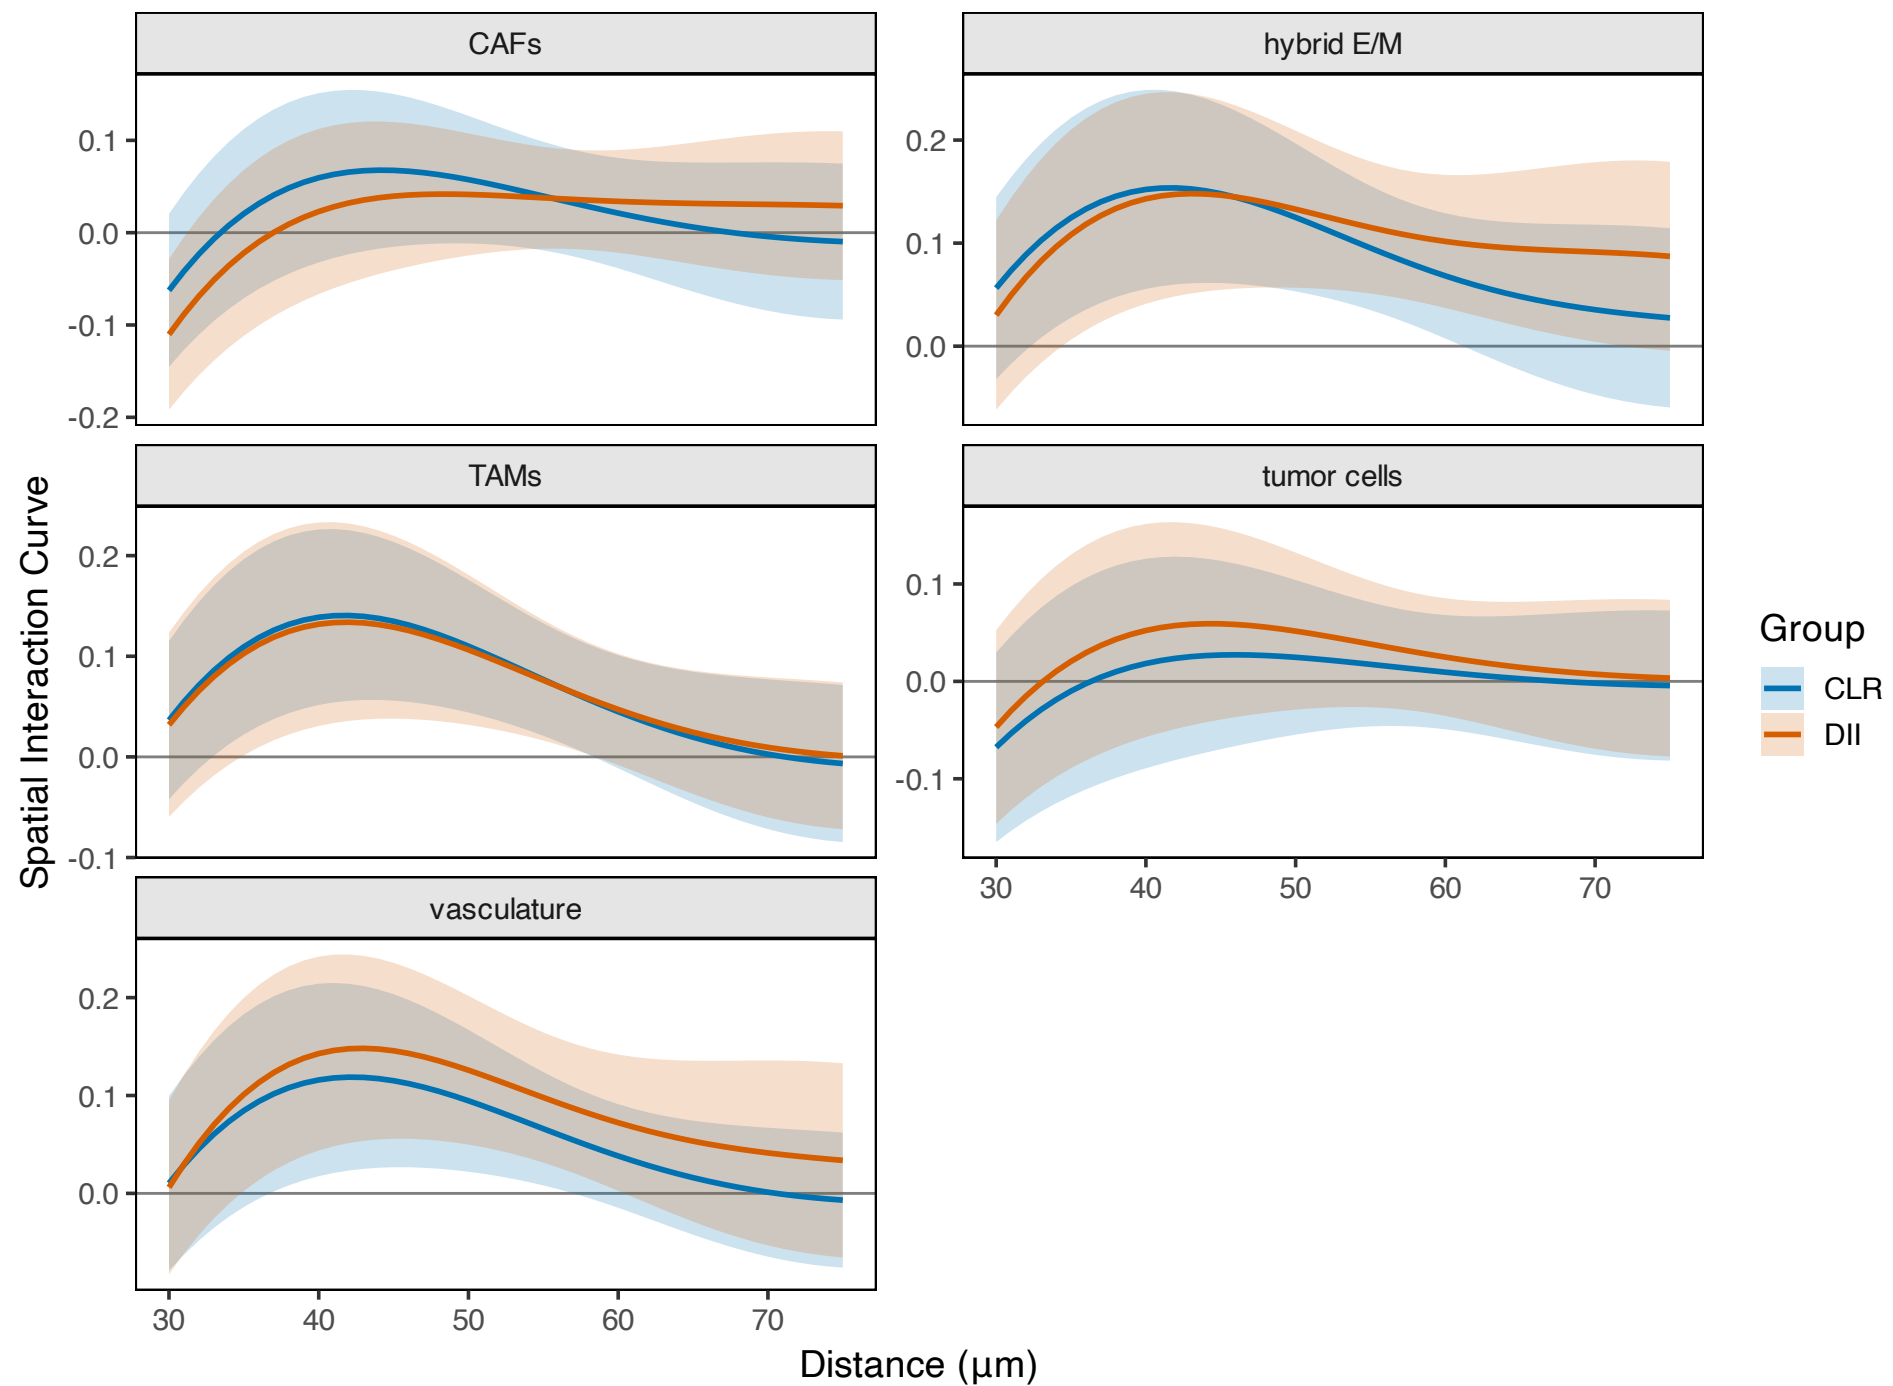 CAFs
hybrid E/M
0.1
0.0
-0.1
-0.2
0.2
0.1
0.0
TAMs
tumor cells
0.2
0.1
0.0
-0.1
0.1
0.0
-0.1
30 40 50 60 70
vasculature
0.2
0.1
0.0
30 40 50 60 70
Distance (μm)
Spatial Interaction Curve
Group
CLR
DII